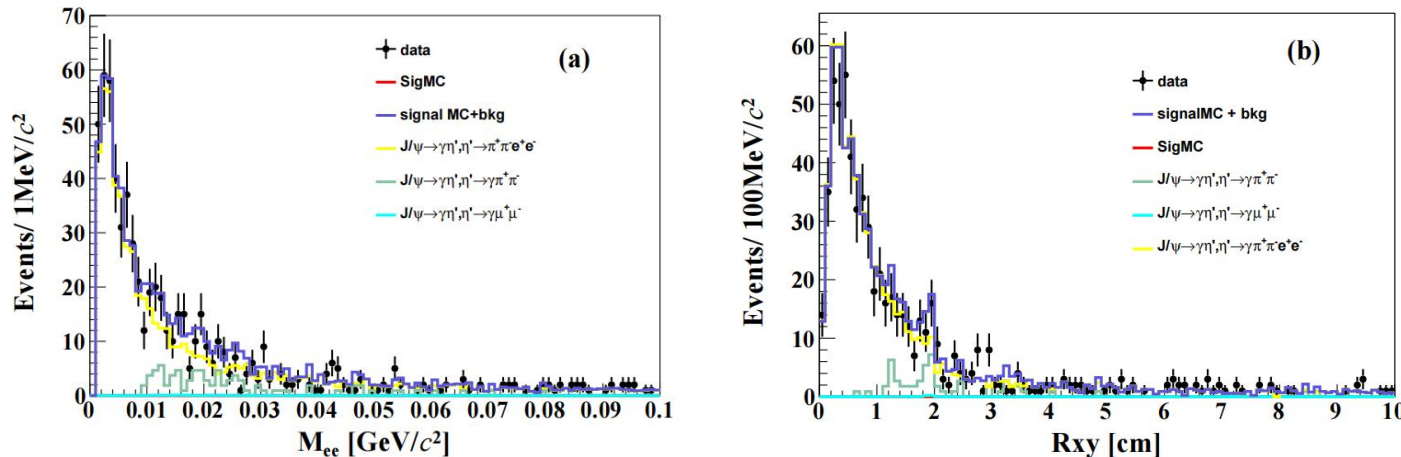 70
60
50
40
30
20
10
0
Events/ 1MeV/c²
(a)
data
SigMC
signal MC+bkg
J/ψ→γη',η'→π⁺π⁻e⁺e⁻
J/ψ→γη',η'→γπ⁺π⁻
J/ψ→γη',η'→γμ⁺μ⁻
0 0.01 0.02 0.03 0.04 0.05 0.06 0.07 0.08 0.09 0.1
Mₑₑ [GeV/c²]
60
50
40
30
20
10
0
Events/ 100MeV/c²
(b)
data
signalMC + bkg
SigMC
J/ψ→γη',η'→γπ⁺π⁻
J/ψ→γη',η'→γμ⁺μ⁻
J/ψ→γη',η'→γπ⁺π⁻e⁺e⁻
0 1 2 3 4 5 6 7 8 9 10
Rxy [cm]